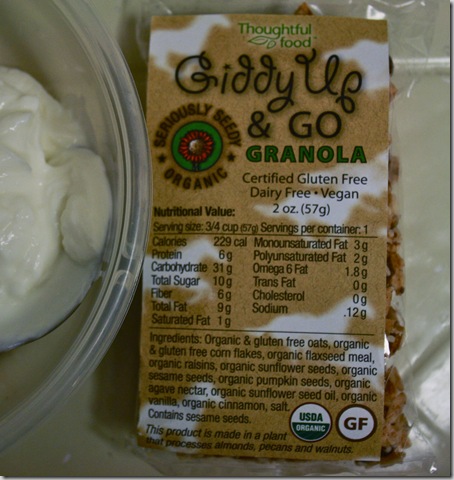 Thoughtful
food
Giddy Up
& GO
GRANOLA
SERIOUSLY SEEDY
ORGANIC
Certified Gluten Free
Dairy Free • Vegan
2 oz. (57g)
Nutritional Value:
Serving size: 3/4 cup (57g) Servings per container: 1
Calories 229 cal Monounsaturated Fat 3 g
Protein 6 g Polyunsaturated Fat 2 g
Carbohydrate 31 g Omega 6 Fat 1.8 g
Total Sugar 10 g Trans Fat 0 g
Fiber 6 g Cholesterol 0 g
Total Fat 9 g Sodium .12 g
Saturated Fat 1 g
Ingredients: Organic & gluten free oats, organic
& gluten free corn flakes, organic flaxseed meal,
organic raisins, organic sunflower seeds, organic
sesame seeds, organic pumpkin seeds, organic
agave nectar, organic sunflower seed oil, organic
vanilla, organic cinnamon, salt.
Contains sesame seeds.
USDA
ORGANIC
GF
This product is made in a plant
that processes almonds, pecans and walnuts.